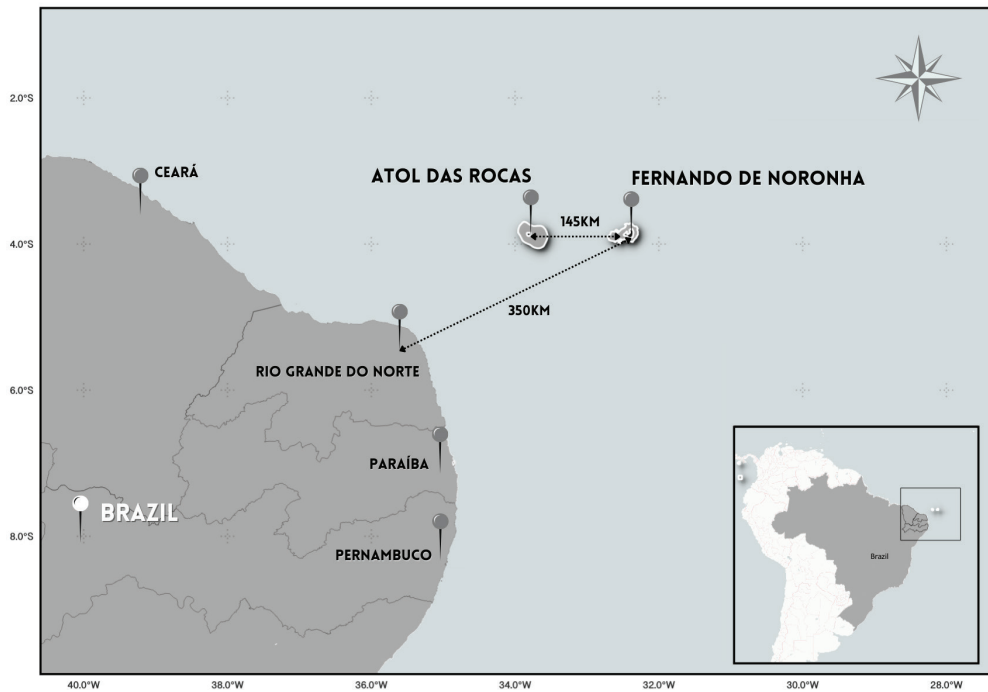 2.0°S
CEARÁ
ATOL DAS ROCAS
FERNANDO DE NORONHA
145KM
4.0°S
350KM
RIO GRANDE DO NORTE
6.0°S
PARAÍBA
BRAZIL
8.0°S
PERNAMBUCO
Brazil
40.0°W 38.0°W 36.0°W 34.0°W 32.0°W 30.0°W 28.0°W